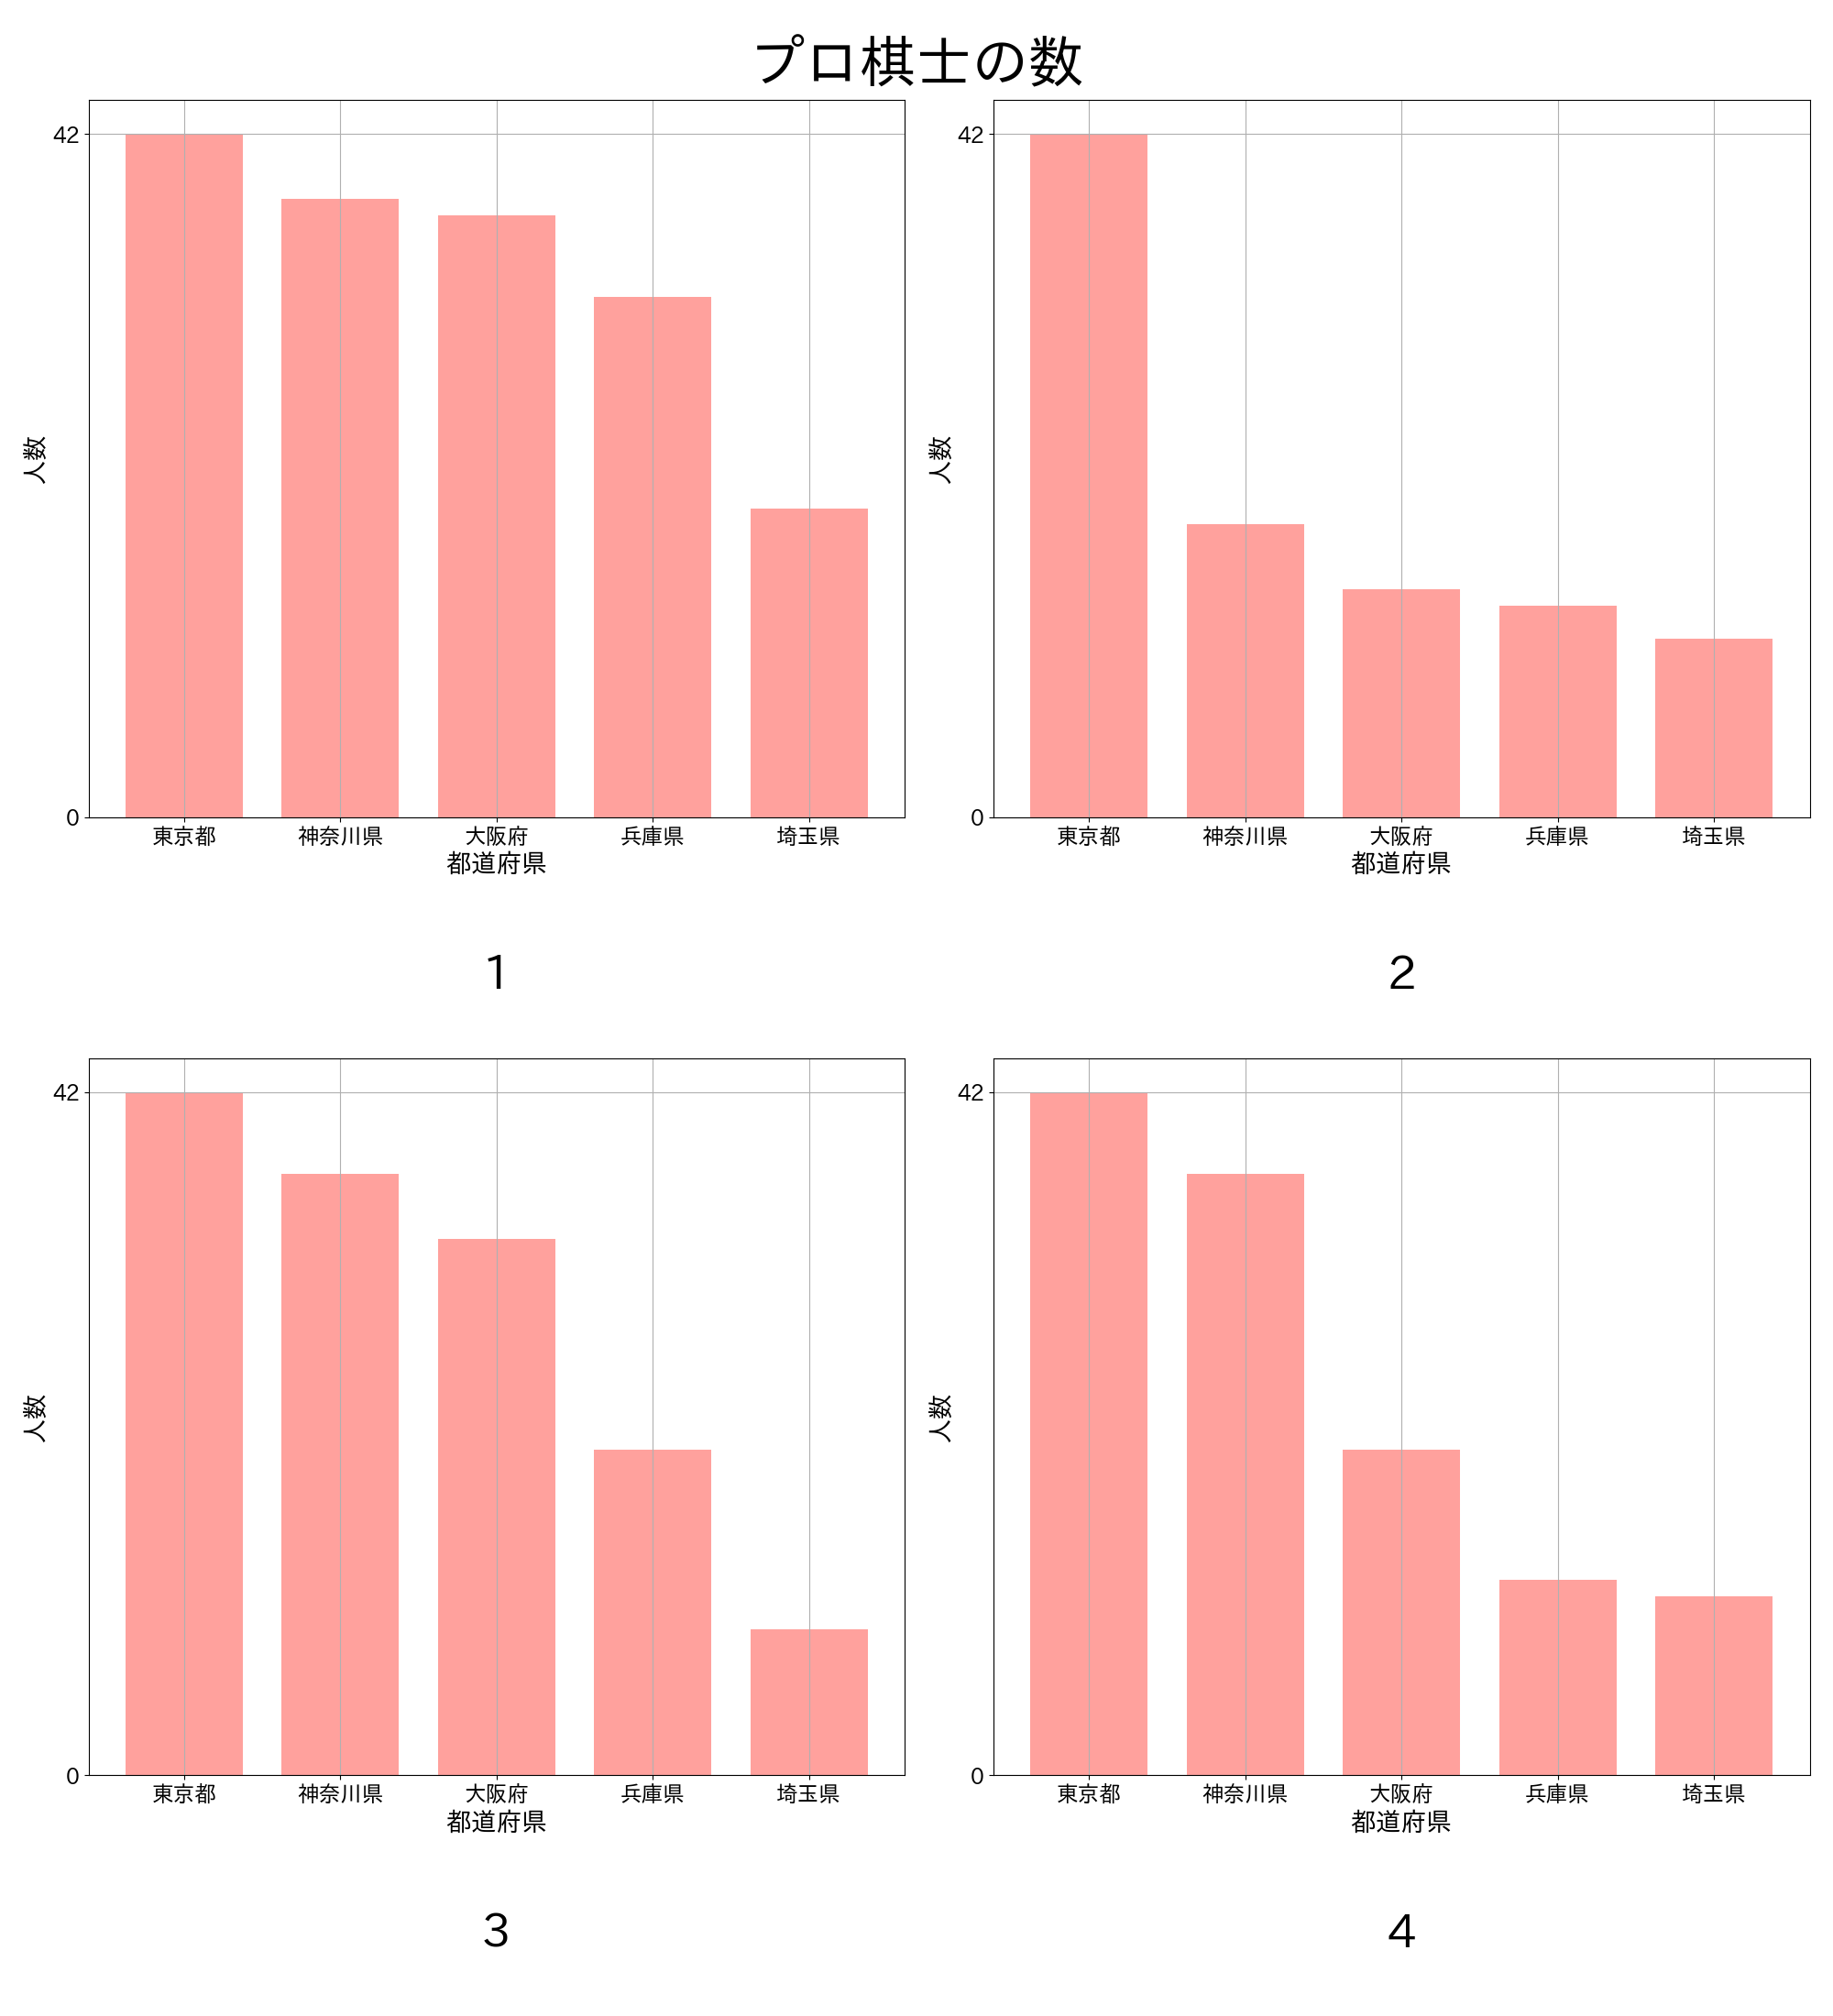 プロ棋士の数
42
0
人数
東京都 神奈川県 大阪府 兵庫県 埼玉県
都道府県
1
42
0
人数
東京都 神奈川県 大阪府 兵庫県 埼玉県
都道府県
2
42
0
人数
東京都 神奈川県 大阪府 兵庫県 埼玉県
都道府県
3
42
0
人数
東京都 神奈川県 大阪府 兵庫県 埼玉県
都道府県
4